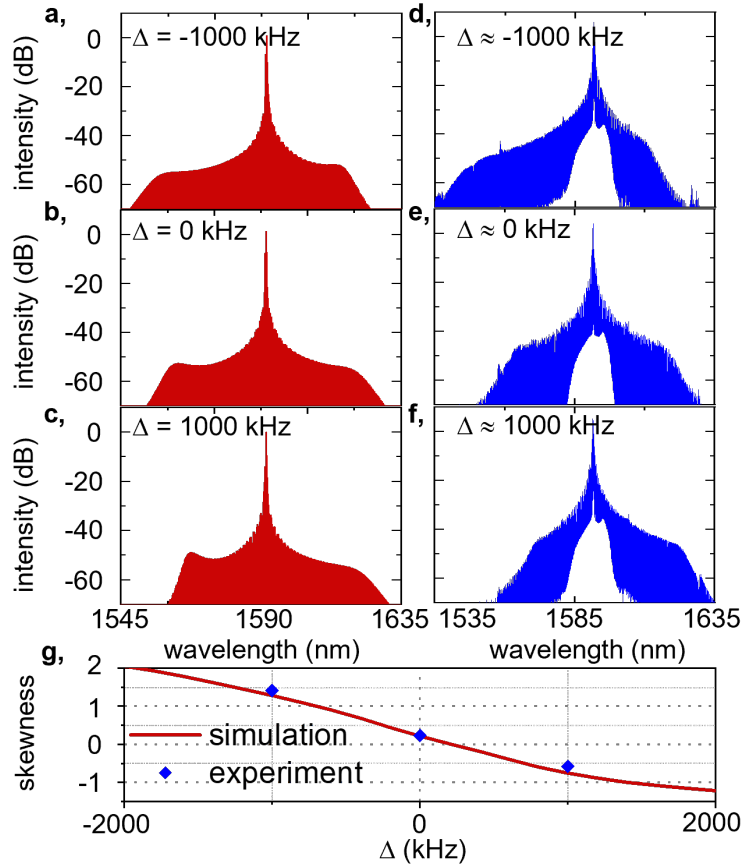 a,
Δ = -1000 kHz
intensity (dB)
0
-20
-40
-60
b,
Δ = 0 kHz
intensity (dB)
0
-20
-40
-60
c,
Δ = 1000 kHz
intensity (dB)
0
-20
-40
-60
1545 1590 1635
wavelength (nm)
d,
Δ ≈ -1000 kHz
e,
Δ ≈ 0 kHz
f,
Δ ≈ 1000 kHz
1535 1585 1635
wavelength (nm)
g,
skewness
2
1
0
-1
simulation
experiment
-2000 0 2000
Δ (kHz)